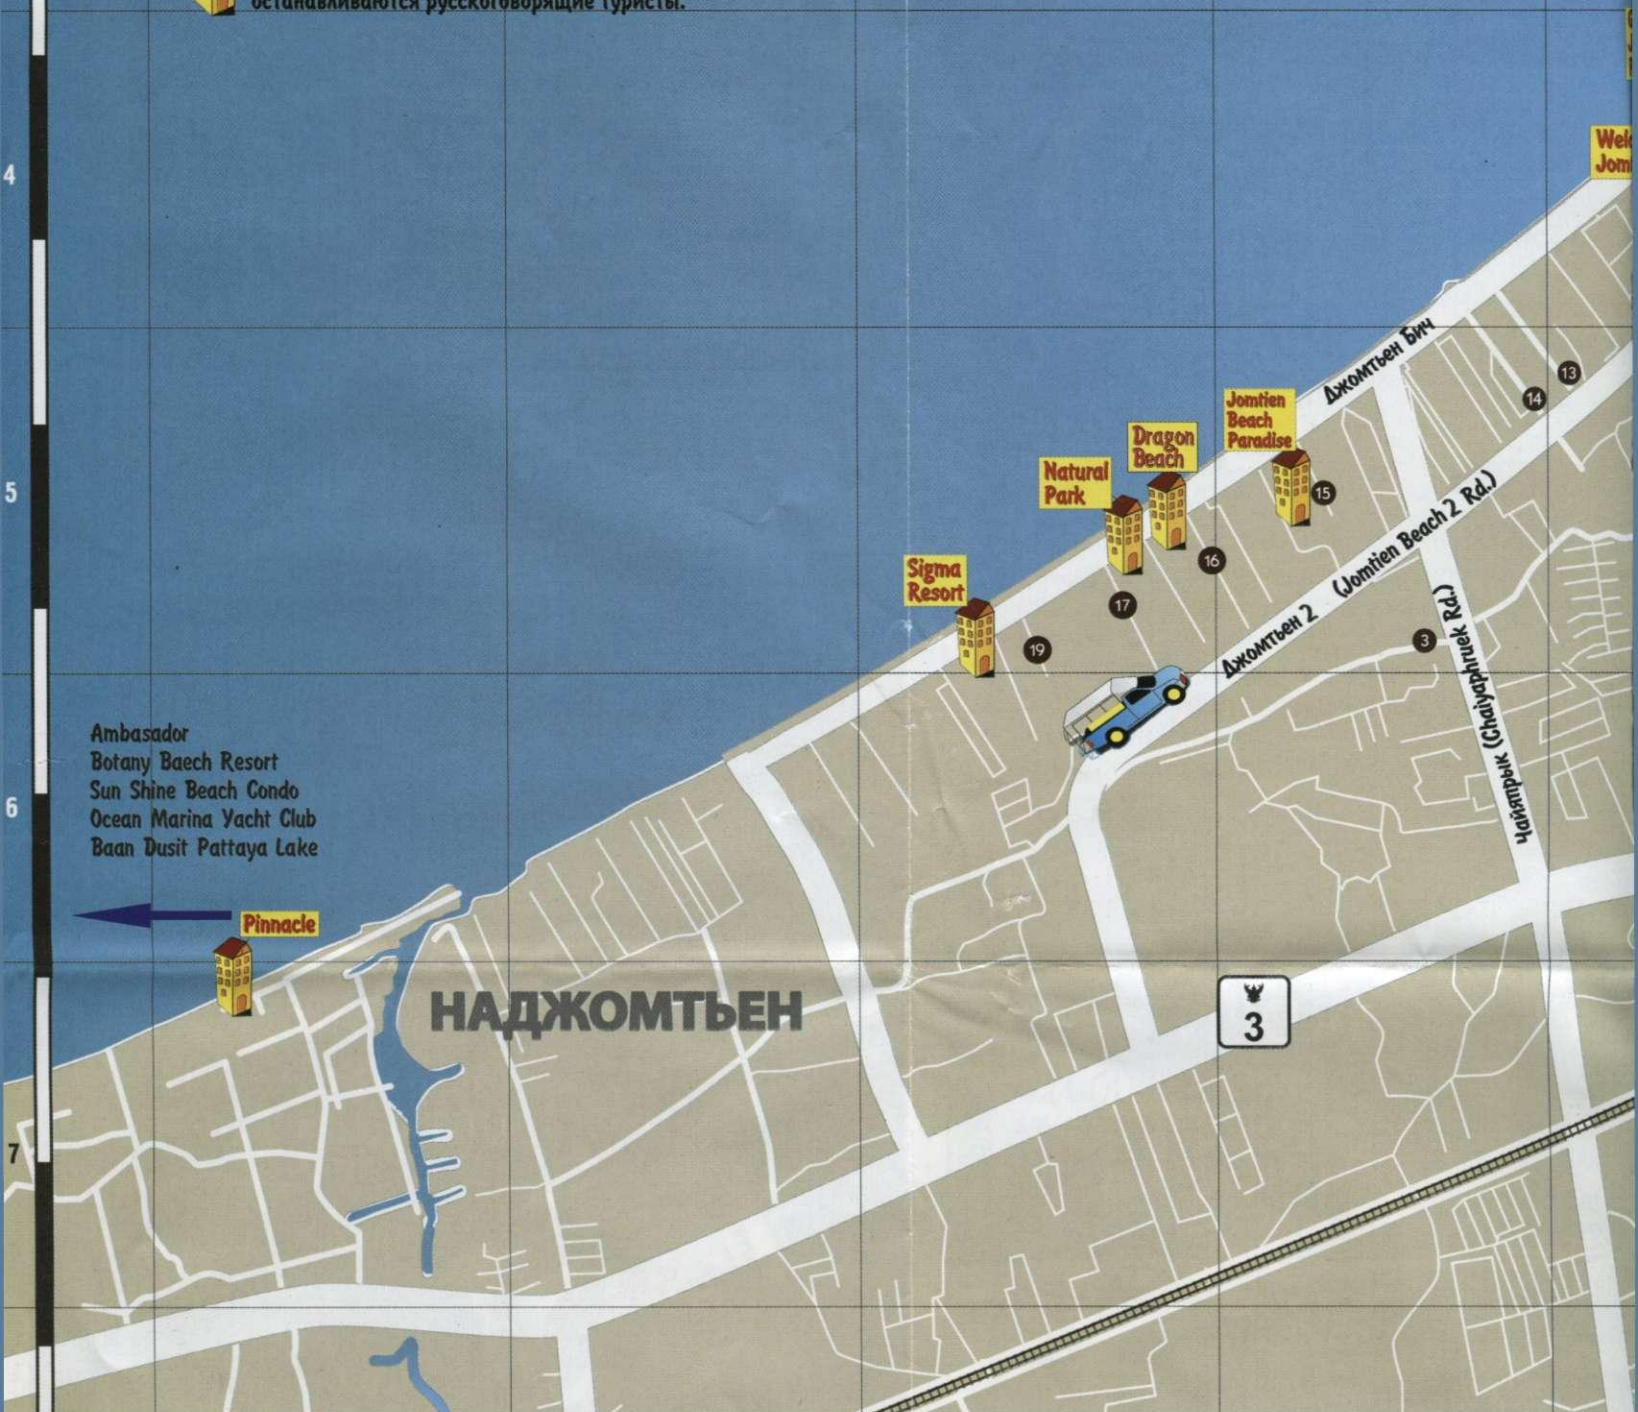 останавливаются русскоговорящие туристы.
4
Джомтьен Бич
13
14
Jomtien
Beach
Paradise
Dragon
Beach
Natural
Park
5
15
16
(Jomtien Beach 2 Rd.)
Джомтьен 2
Sigma
Resort
17
19
3
Чайяпрык (Chaiyaphruek Rd.)
Ambasador
Botany Baech Resort
Sun Shine Beach Condo
Ocean Marina Yacht Club
Baan Dusit Pattaya Lake
6
Pinnacle
НАДЖОМТЬЕН
3
7